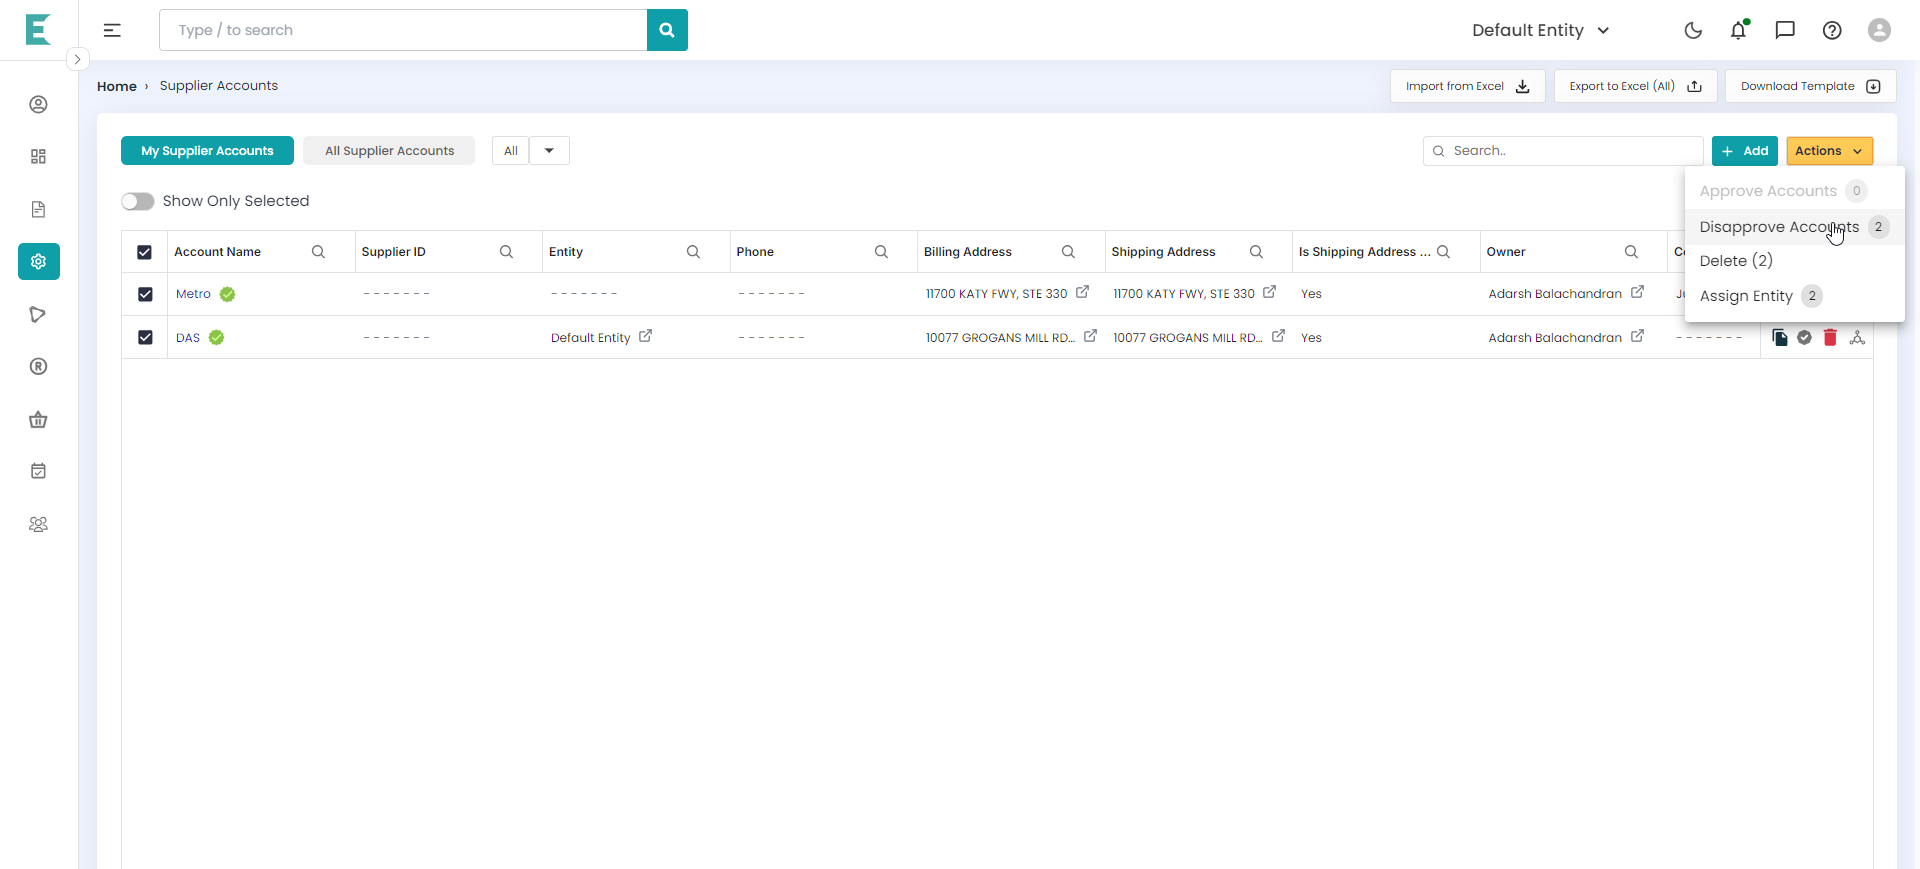 Type / to search
Default Entity
Home › Supplier Accounts
Import from Excel
Export to Excel (All)
Download Template
My Supplier Accounts
All Supplier Accounts
All
Search..
+ Add
Actions
Approve Accounts 0
Disapprove Accounts 2
Delete (2)
Assign Entity 2
Show Only Selected
Account Name Supplier ID Entity Phone Billing Address Shipping Address Is Shipping Address ... Owner
Metro - - - - - - - - - - - - - - - - - - - - - 11700 KATY FWY, STE 330 11700 KATY FWY, STE 330 Yes Adarsh Balachandran
DAS - - - - - - - Default Entity - - - - - - - 10077 GROGANS MILL RD... 10077 GROGANS MILL RD... Yes Adarsh Balachandran - - - - - - -